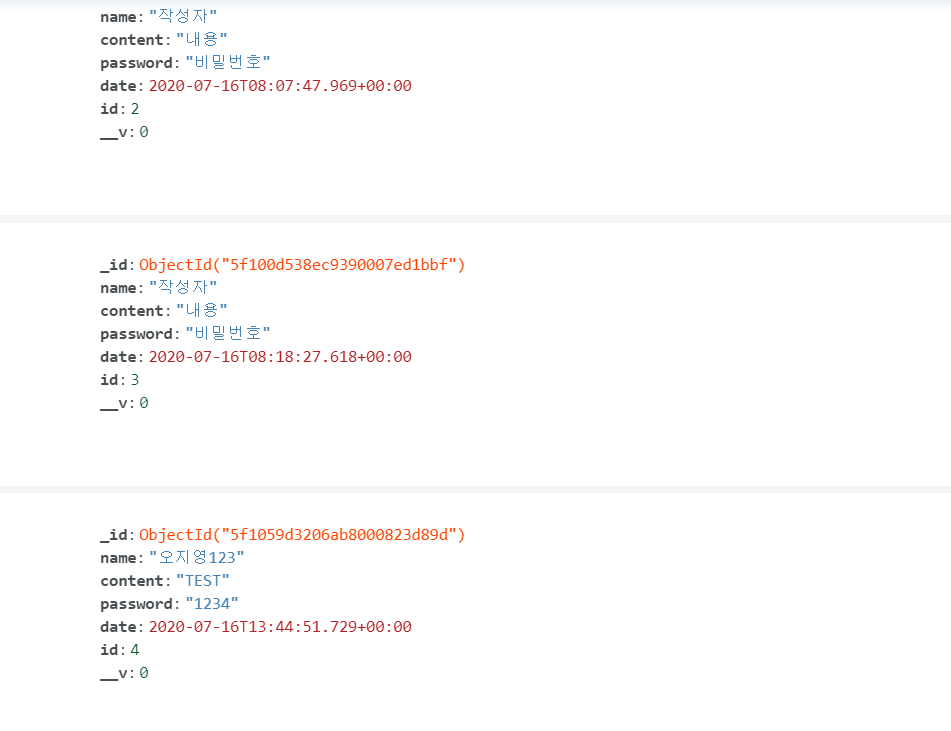 name: "작성자"
content: "내용"
password: "비밀번호"
date: 2020-07-16T08:07:47.969+00:00
id: 2
__v: 0
_id: ObjectId("5f100d538ec9390007ed1bbf")
name: "작성자"
content: "내용"
password: "비밀번호"
date: 2020-07-16T08:18:27.618+00:00
id: 3
__v: 0
_id: ObjectId("5f1059d3206ab8000823d89d")
name: "오지영123"
content: "TEST"
password: "1234"
date: 2020-07-16T13:44:51.729+00:00
id: 4
__v: 0